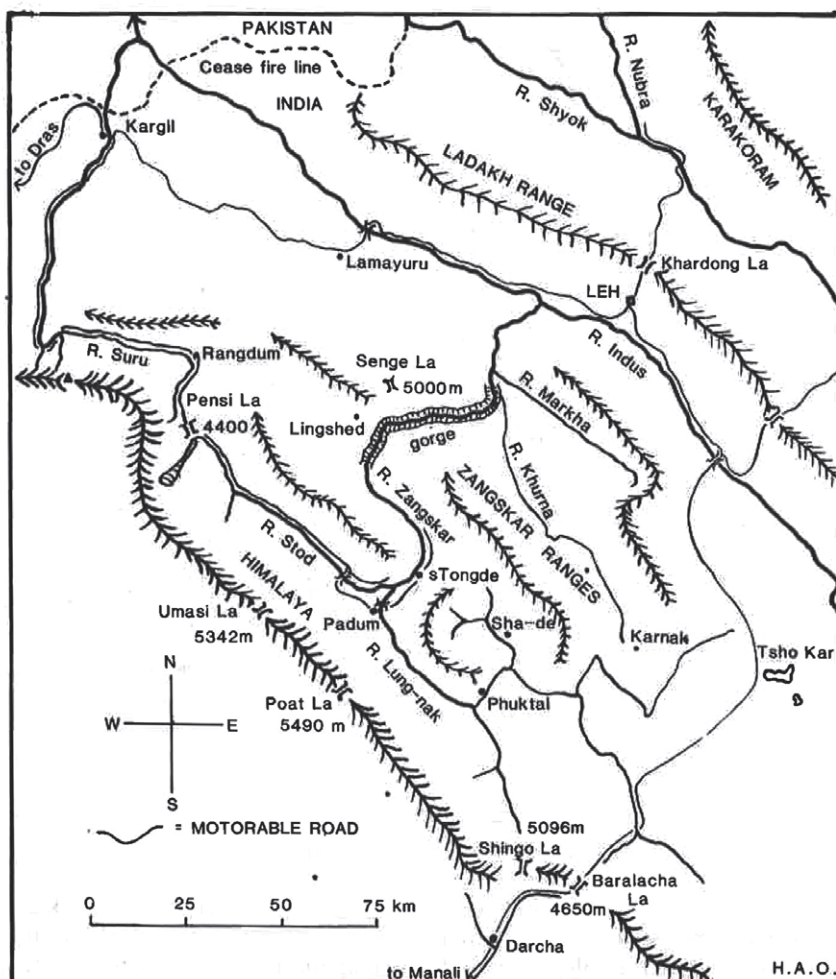 PAKISTAN
Cease fire line
INDIA
R. Nubra
R. Shyok
KARAKORAM
to Dras
Kargil
LADAKH RANGE
Lamayuru
Khardong La
LEH
R. Indus
R. Suru
Rangdum
Senge La
5000m
R. Markha
Pensi La
4400
Lingshed
gorge
R. Khurna
R. Zangskar
ZANGSKAR RANGES
R. Stod
HIMALAYA
sTongde
Umasi La
5342m
Padum
Sha-de
Karnak
Tsho Kar
R. Lung-nak
Phuktal
Poat La
5490 m
N
W E
S
= MOTORABLE ROAD
5096m
Shingo La
Baralacha La
4650m
0 25 50 75 km
Darcha
to Manali
H.A.O.